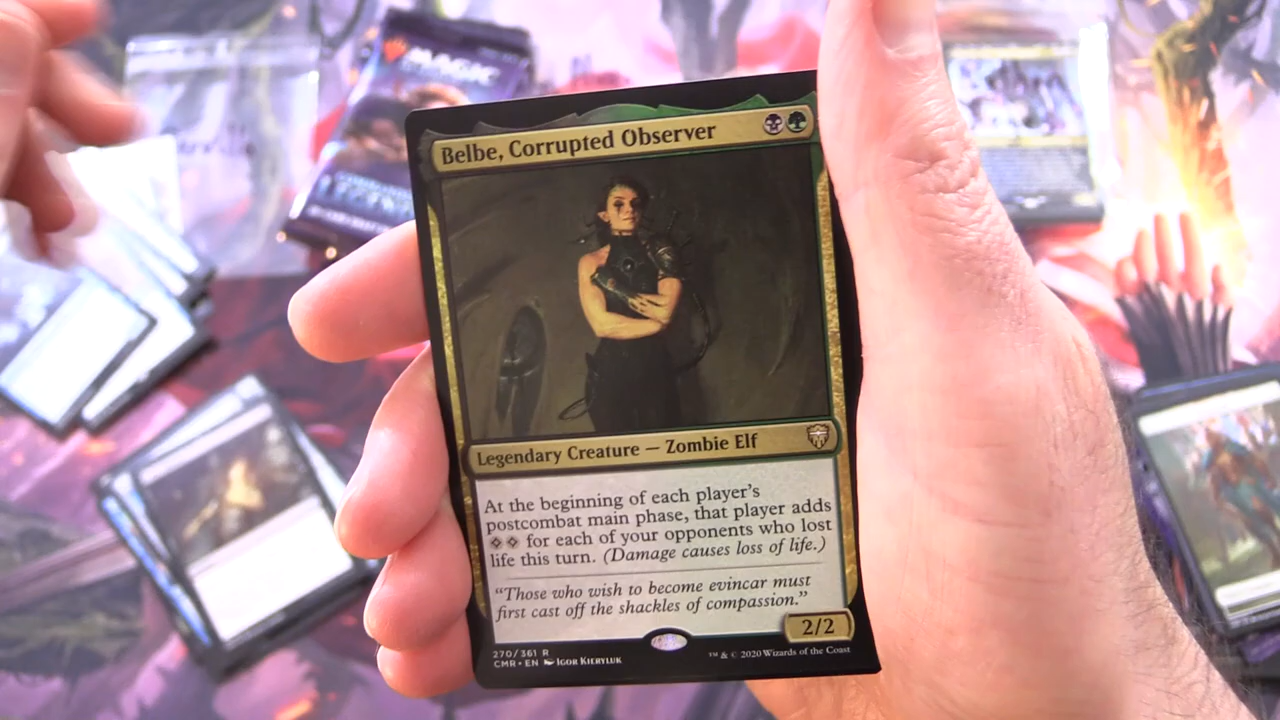 MAGIC
Belbe, Corrupted Observer
Legendary Creature — Zombie Elf
At the beginning of each player's
postcombat main phase, that player adds
for each of your opponents who lost
life this turn. (Damage causes loss of life.)
"Those who wish to become evincar must
first cast off the shackles of compassion."
2/2
270/361 R
CMR • EN Igor Kieryluk
™ & © 2020 Wizards of the Coast